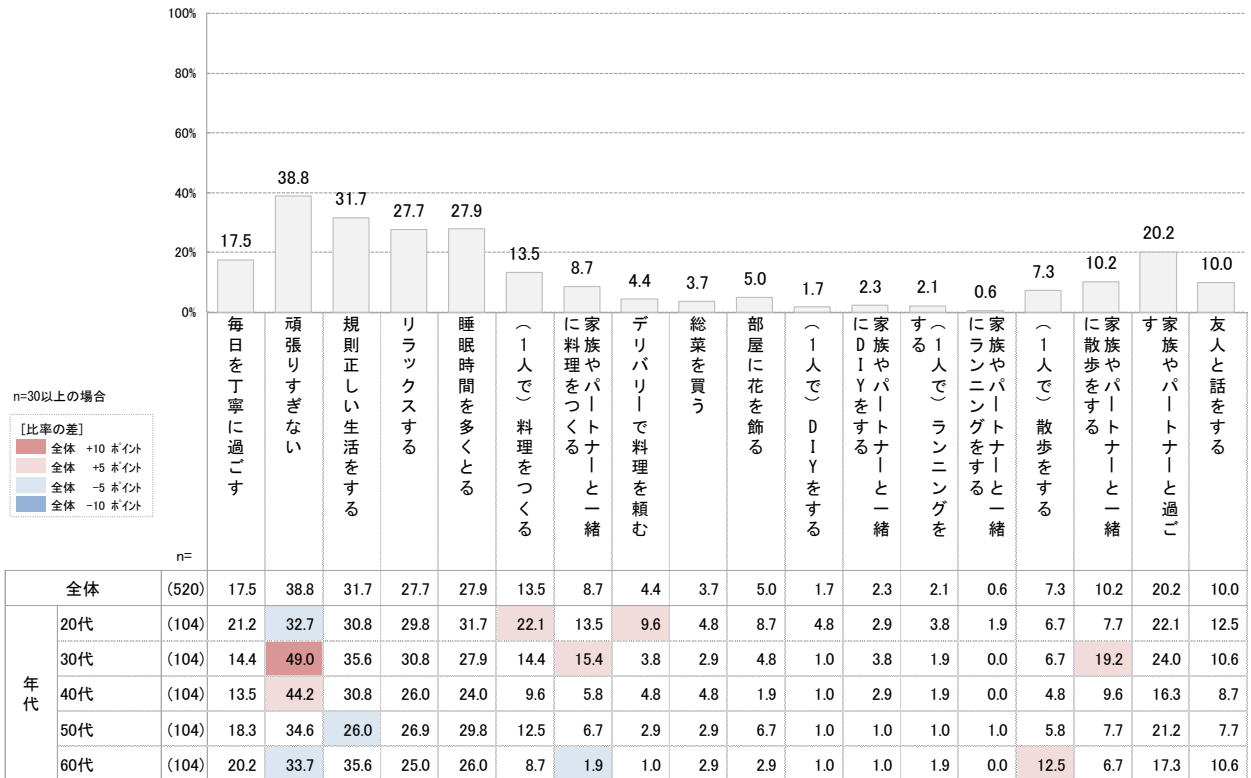 100%
80%
60%
40%
20%
0%
17.5
38.8
31.7
27.7
27.9
13.5
8.7
4.4
3.7
5.0
1.7
2.3
2.1
0.6
7.3
10.2
20.2
10.0
n=30以上の場合
[比率の差]
全体 +10 ポイント
全体 +5 ポイント
全体 -5 ポイント
全体 -10 ポイント
n=
毎日を丁寧に過ごす
頑張りすぎない
規則正しい生活をする
リラックスする
睡眠時間を多くとる
（1人で）料理をつくる
家族やパートナーと一緒
に料理をつくる
デリバリーで料理を頼む
総菜を買う
部屋に花を飾る
（1人で）DIYをする
家族やパートナーと一緒
にDIYをする
（1人で）ランニングを
する
家族やパートナーと一緒
にランニングをする
（1人で）散歩をする
家族やパートナーと一緒
に散歩をする
家族やパートナーと過ご
す
友人と話をする
全体 (520) 17.5 38.8 31.7 27.7 27.9 13.5 8.7 4.4 3.7 5.0 1.7 2.3 2.1 0.6 7.3 10.2 20.2 10.0
年代
20代 (104) 21.2 32.7 30.8 29.8 31.7 22.1 13.5 9.6 4.8 8.7 4.8 2.9 3.8 1.9 6.7 7.7 22.1 12.5
30代 (104) 14.4 49.0 35.6 30.8 27.9 14.4 15.4 3.8 2.9 4.8 1.0 3.8 1.9 0.0 6.7 19.2 24.0 10.6
40代 (104) 13.5 44.2 30.8 26.0 24.0 9.6 5.8 4.8 4.8 1.9 1.0 2.9 1.9 0.0 4.8 9.6 16.3 8.7
50代 (104) 18.3 34.6 26.0 26.9 29.8 12.5 6.7 2.9 2.9 6.7 1.0 1.0 1.0 1.0 5.8 7.7 21.2 7.7
60代 (104) 20.2 33.7 35.6 25.0 26.0 8.7 1.9 1.0 2.9 2.9 1.0 1.0 1.9 0.0 12.5 6.7 17.3 10.6